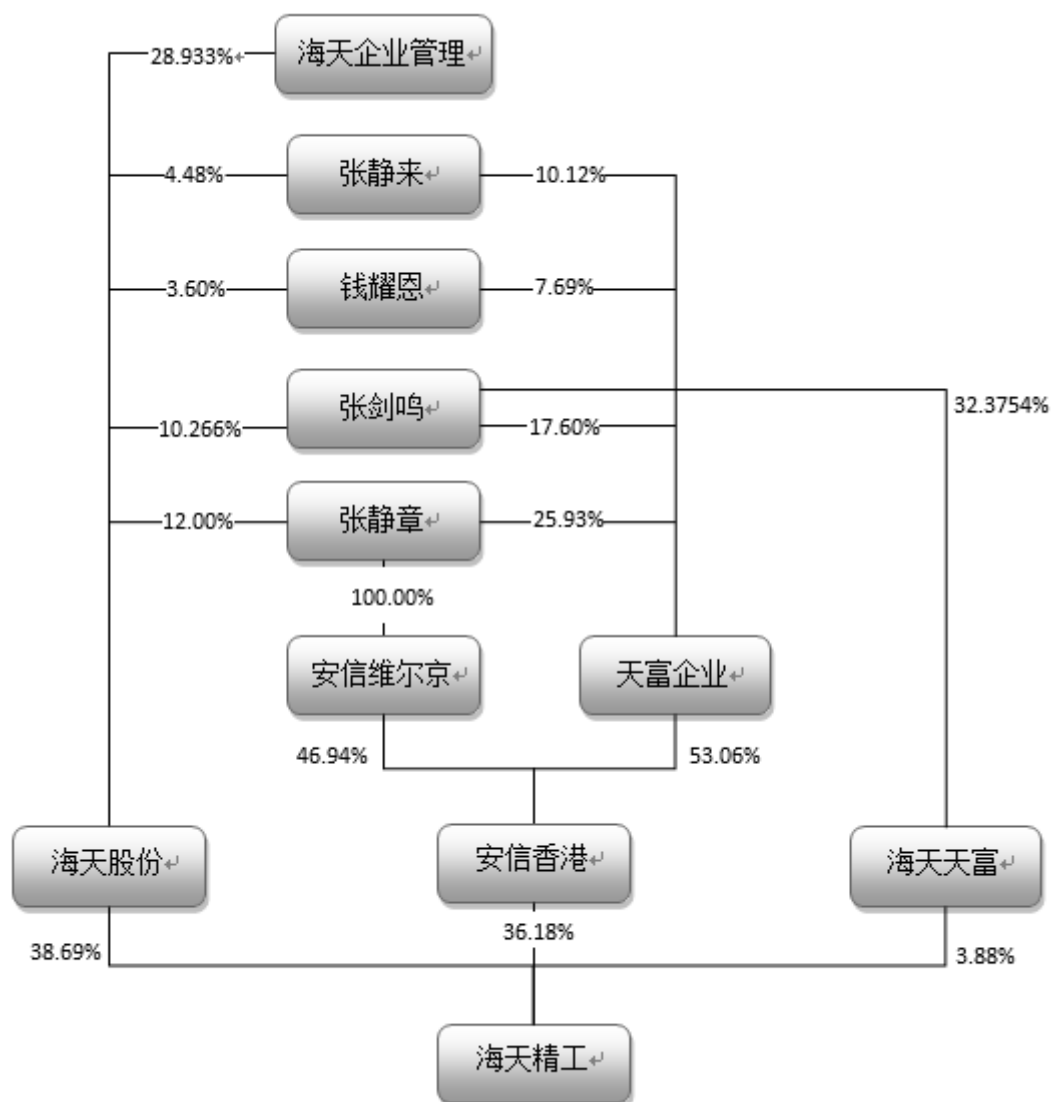 28.933%↵ 海天企业管理↵
4.48% 张静来↵ 10.12%
3.60% 钱耀恩↵ 7.69%
张剑鸣↵ 32.3754%
10.266% 17.60%
12.00% 张静章↵ 25.93%
100.00%
安信维尔京↵ 天富企业↵
46.94% 53.06%
海天股份↵ 安信香港↵ 海天天富↵
38.69% 36.18% 3.88%
海天精工↵